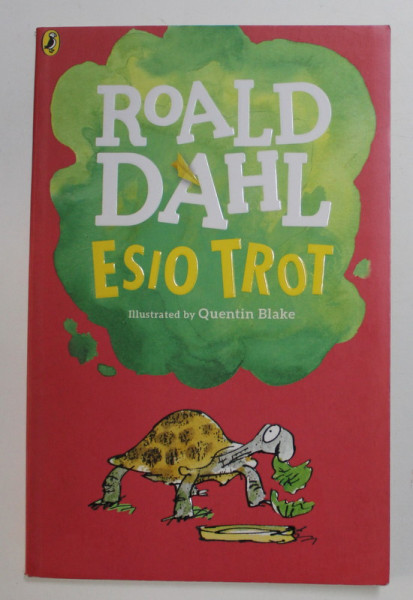 ROALD
DAHL
ESIO TROT
Illustrated by Quentin Blake